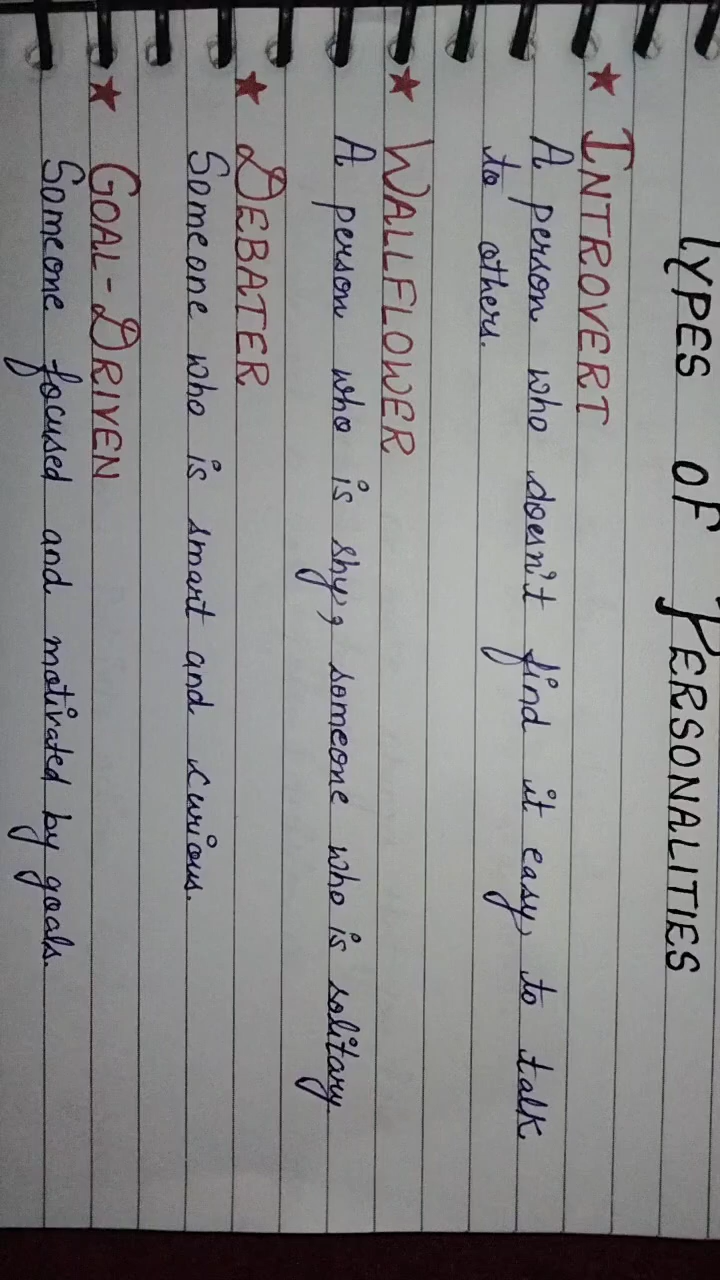 TYPES OF PERSONALITIES
★ INTROVERT
A person who doesn't find it easy, to talk
to others.
★ WALLFLOWER
A person who is shy, someone who is solitary.
★ DEBATER
Someone who is smart and curious.
★ GOAL-DRIVEN
Someone focused and motivated by goals.